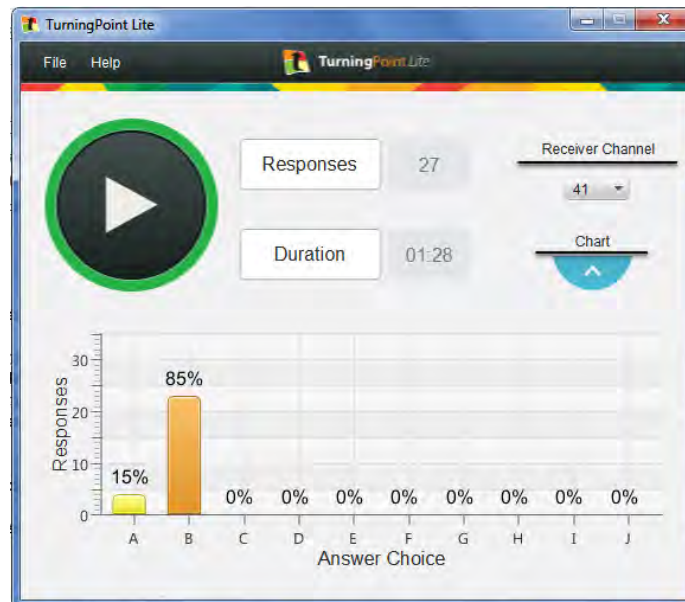 TurningPoint Lite
File Help
TurningPoint Lite
Responses 27
Receiver Channel
41
Duration 01:28
Chart
Responses
30
20
10
0
15% 85% 0% 0% 0% 0% 0% 0% 0% 0%
A B C D E F G H I J
Answer Choice